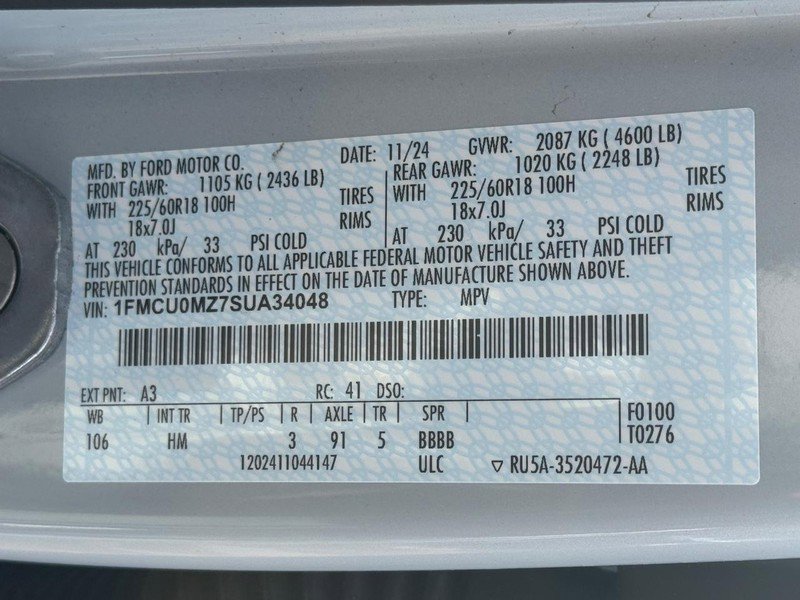 MFD. BY FORD MOTOR CO. DATE: 11/24 GVWR: 2087 KG ( 4600 LB)
FRONT GAWR: 1105 KG ( 2436 LB) REAR GAWR: 1020 KG ( 2248 LB)
WITH 225/60R18 100H TIRES WITH 225/60R18 100H TIRES
18x7.0J RIMS 18x7.0J RIMS
AT 230 kPa/ 33 PSI COLD AT 230 kPa/ 33 PSI COLD
THIS VEHICLE CONFORMS TO ALL APPLICABLE FEDERAL MOTOR VEHICLE SAFETY AND THEFT
PREVENTION STANDARDS IN EFFECT ON THE DATE OF MANUFACTURE SHOWN ABOVE.
VIN: 1FMCU0MZ7SUA34048 TYPE: MPV
EXT PNT: A3 RC: 41 DSO:
WB | INT TR | TP/PS | R | AXLE | TR | SPR F0100
106 HM 3 91 5 BBBB T0276
1202411044147 ULC ▽ RU5A-3520472-AA